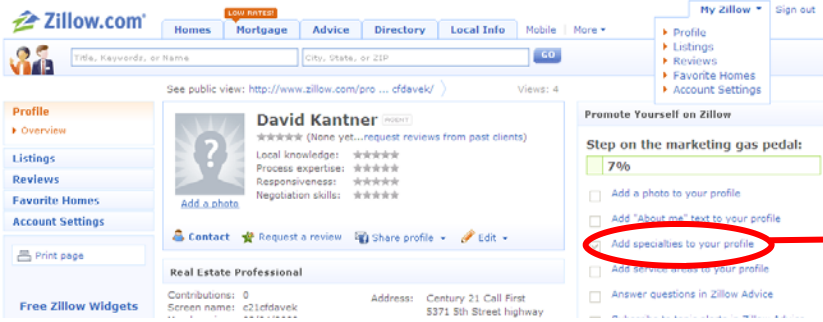 My Zillow Sign out
Zillow.com
LOW RATES!
Homes Mortgage Advice Directory Local Info Mobile More
Profile
Listings
Reviews
Favorite Homes
Account Settings
Title, Keywords, or Name City, State, or ZIP GO
See public view: http://www.zillow.com/pro ... cfdavek/ Views: 4
Profile
Overview
Listings
Reviews
Favorite Homes
Account Settings
Print page
Free Zillow Widgets
David Kantner AGENT
(None yet...request reviews from past clients)
Local knowledge:
Process expertise:
Responsiveness:
Negotiation skills:
Add a photo
Contact Request a review Share profile Edit
Real Estate Professional
Contributions: 0
Screen name: c21cfdavek
Address: Century 21 Call First
5371 5th Street highway
Promote Yourself on Zillow
Step on the marketing gas pedal:
7%
Add a photo to your profile
Add "About me" text to your profile
Add specialties to your profile
Add service areas to your profile
Answer questions in Zillow Advice